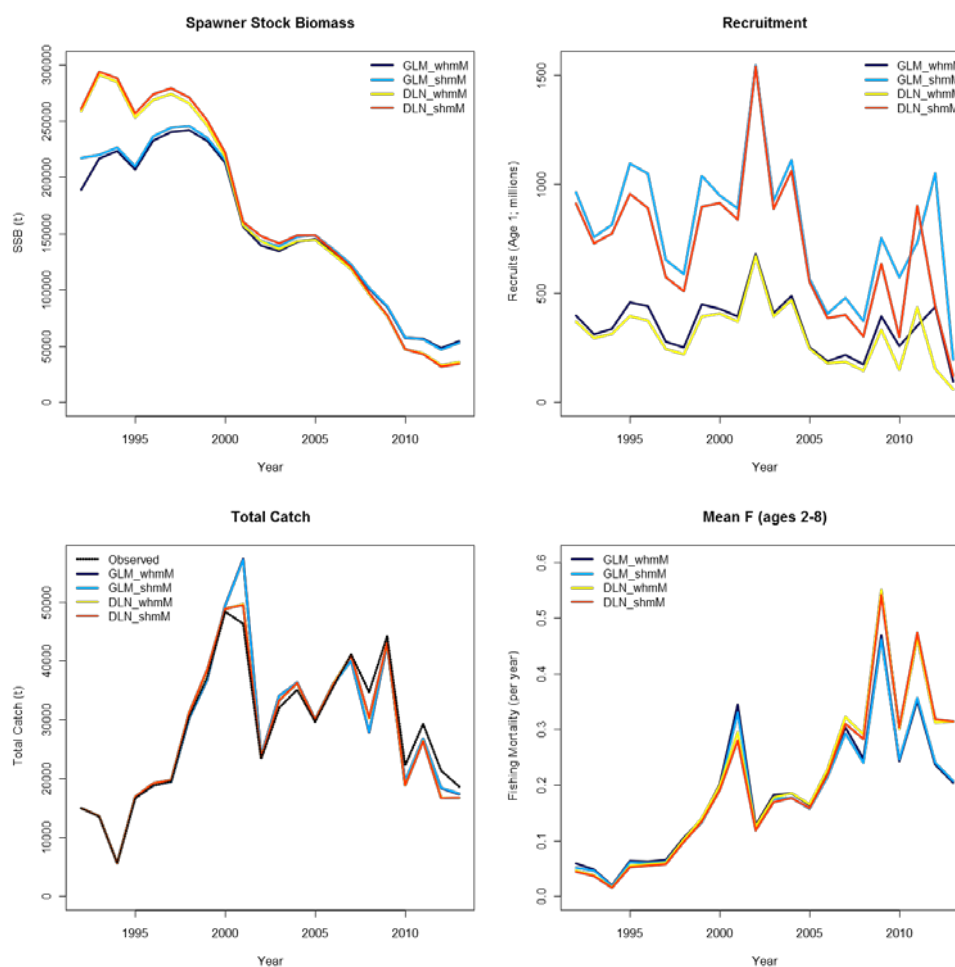 Spawner Stock Biomass
GLM_whmM
GLM_shmM
DLN_whmM
DLN_shmM
SSB (t)
300000
250000
200000
150000
100000
50000
0
1995 2000 2005 2010
Year
Recruitment
GLM_whmM
GLM_shmM
DLN_whmM
DLN_shmM
Recruits (Age 1; millions)
1500
1000
500
0
1995 2000 2005 2010
Year
Total Catch
Observed
GLM_whmM
GLM_shmM
DLN_whmM
DLN_shmM
Total Catch (t)
50000
40000
30000
20000
10000
0
1995 2000 2005 2010
Year
Mean F (ages 2-8)
GLM_whmM
GLM_shmM
DLN_whmM
DLN_shmM
Fishing Mortality (per year)
0.6
0.5
0.4
0.3
0.2
0.1
0.0
1995 2000 2005 2010
Year